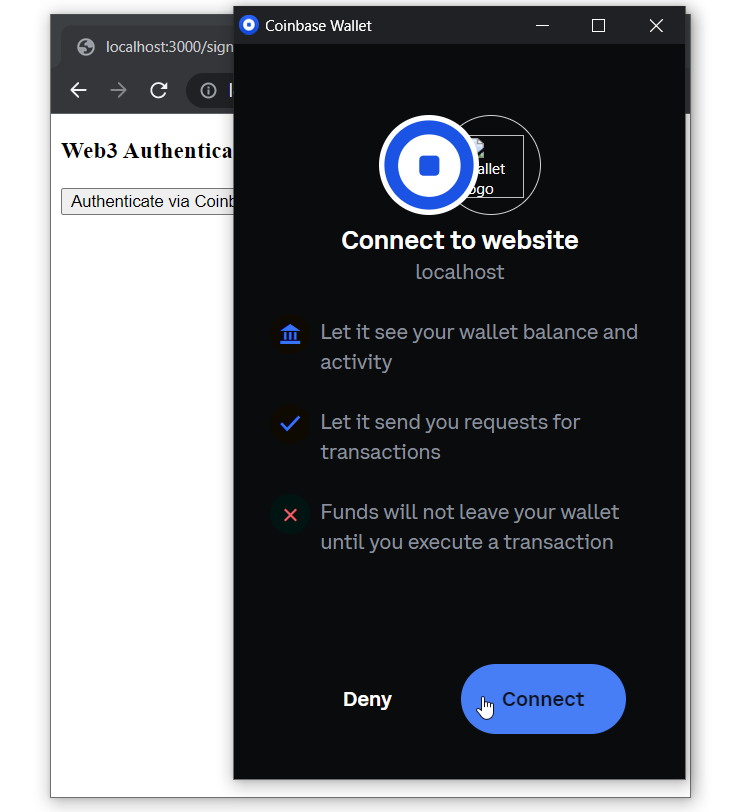 Coinbase Wallet
localhost:3000/sign
Web3 Authentica
Authenticate via Coinb
Connect to website
localhost
Let it see your wallet balance and
activity
Let it send you requests for
transactions
Funds will not leave your wallet
until you execute a transaction
Deny
Connect